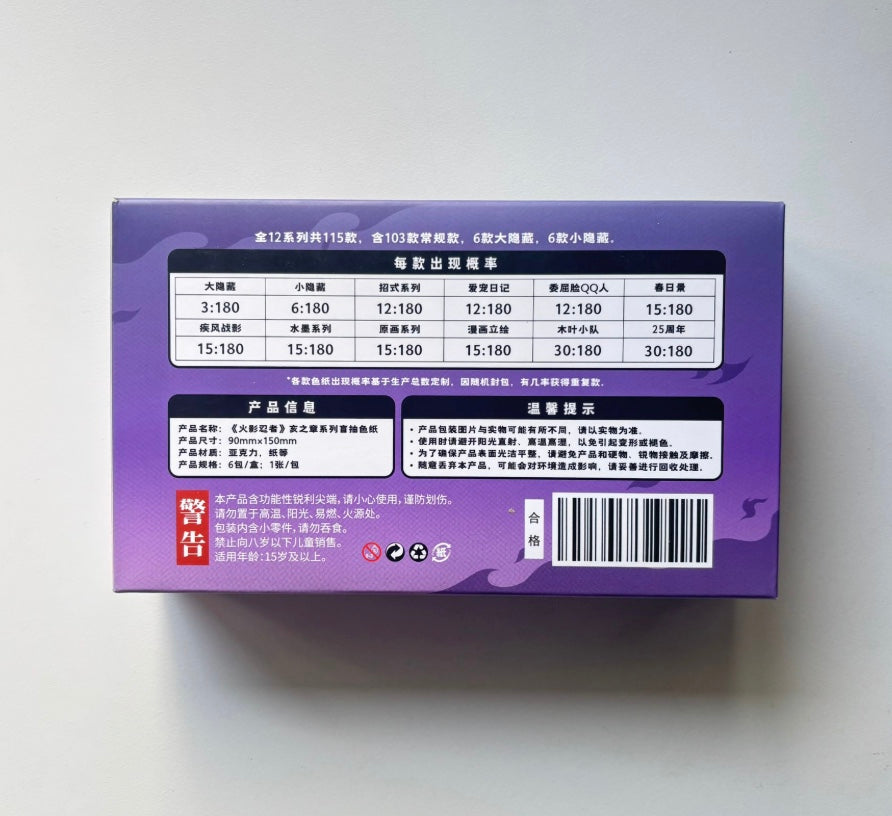 全12系列共115款，含103款常规款，6款大隐藏，6款小隐藏。
每款出现概率
大隐藏 小隐藏 招式系列 爱宠日记 委屈脸QQ人 春日景
3:180 6:180 12:180 12:180 12:180 15:180
疾风战影 水墨系列 原画系列 漫画立绘 木叶小队 25周年
15:180 15:180 15:180 15:180 30:180 30:180
*各款色纸出现概率基于生产总数定制，因随机封包，有几率获得重复款。
产品信息
产品名称：《火影忍者》亥之章系列盲抽色纸
产品尺寸：90mm×150mm
产品材质：亚克力，纸等
产品规格：6包/盒；1张/包
温馨提示
• 产品包装图片与实物可能有所不同，请以实物为准。
• 使用时请避开阳光直射、高温高湿，以免引起变形或褪色。
• 为了确保产品表面光洁平整，请避免产品和硬物、锐物接触及摩擦。
• 随意丢弃本产品，可能会对环境造成影响，请妥善进行回收处理。
警告
本产品含功能性锐利尖端，请小心使用，谨防划伤。
请勿置于高温、阳光、易燃、火源处。
包装内含小零件，请勿吞食。
禁止向八岁以下儿童销售。
适用年龄：15岁及以上。
紙
合格